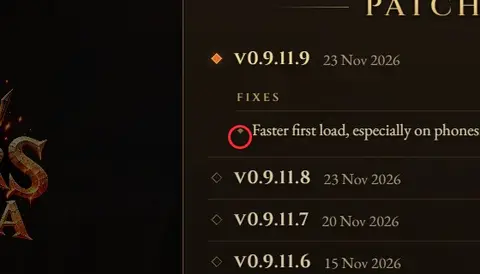 PATCH
v0.9.11.9 23 Nov 2026
FIXES
Faster first load, especially on phones
v0.9.11.8 23 Nov 2026
v0.9.11.7 20 Nov 2026
v0.9.11.6 15 Nov 2026
RS
A